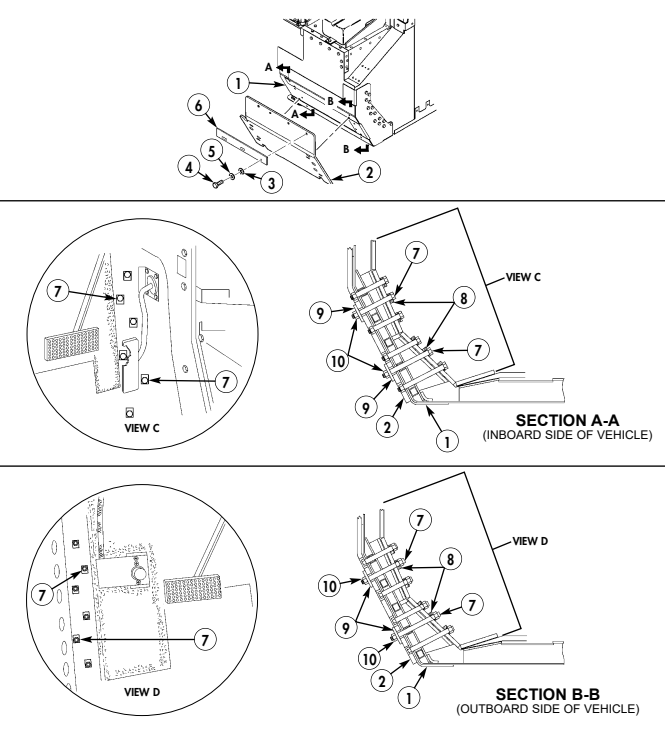 A
1
B
6
A
5
B
4
3
2
7
7
VIEW C
7
VIEW C
8
9
7
10
9
2
1
SECTION A-A
(INBOARD SIDE OF VEHICLE)
7
7
VIEW D
7
VIEW D
8
10
7
9
10
2
1
SECTION B-B
(OUTBOARD SIDE OF VEHICLE)